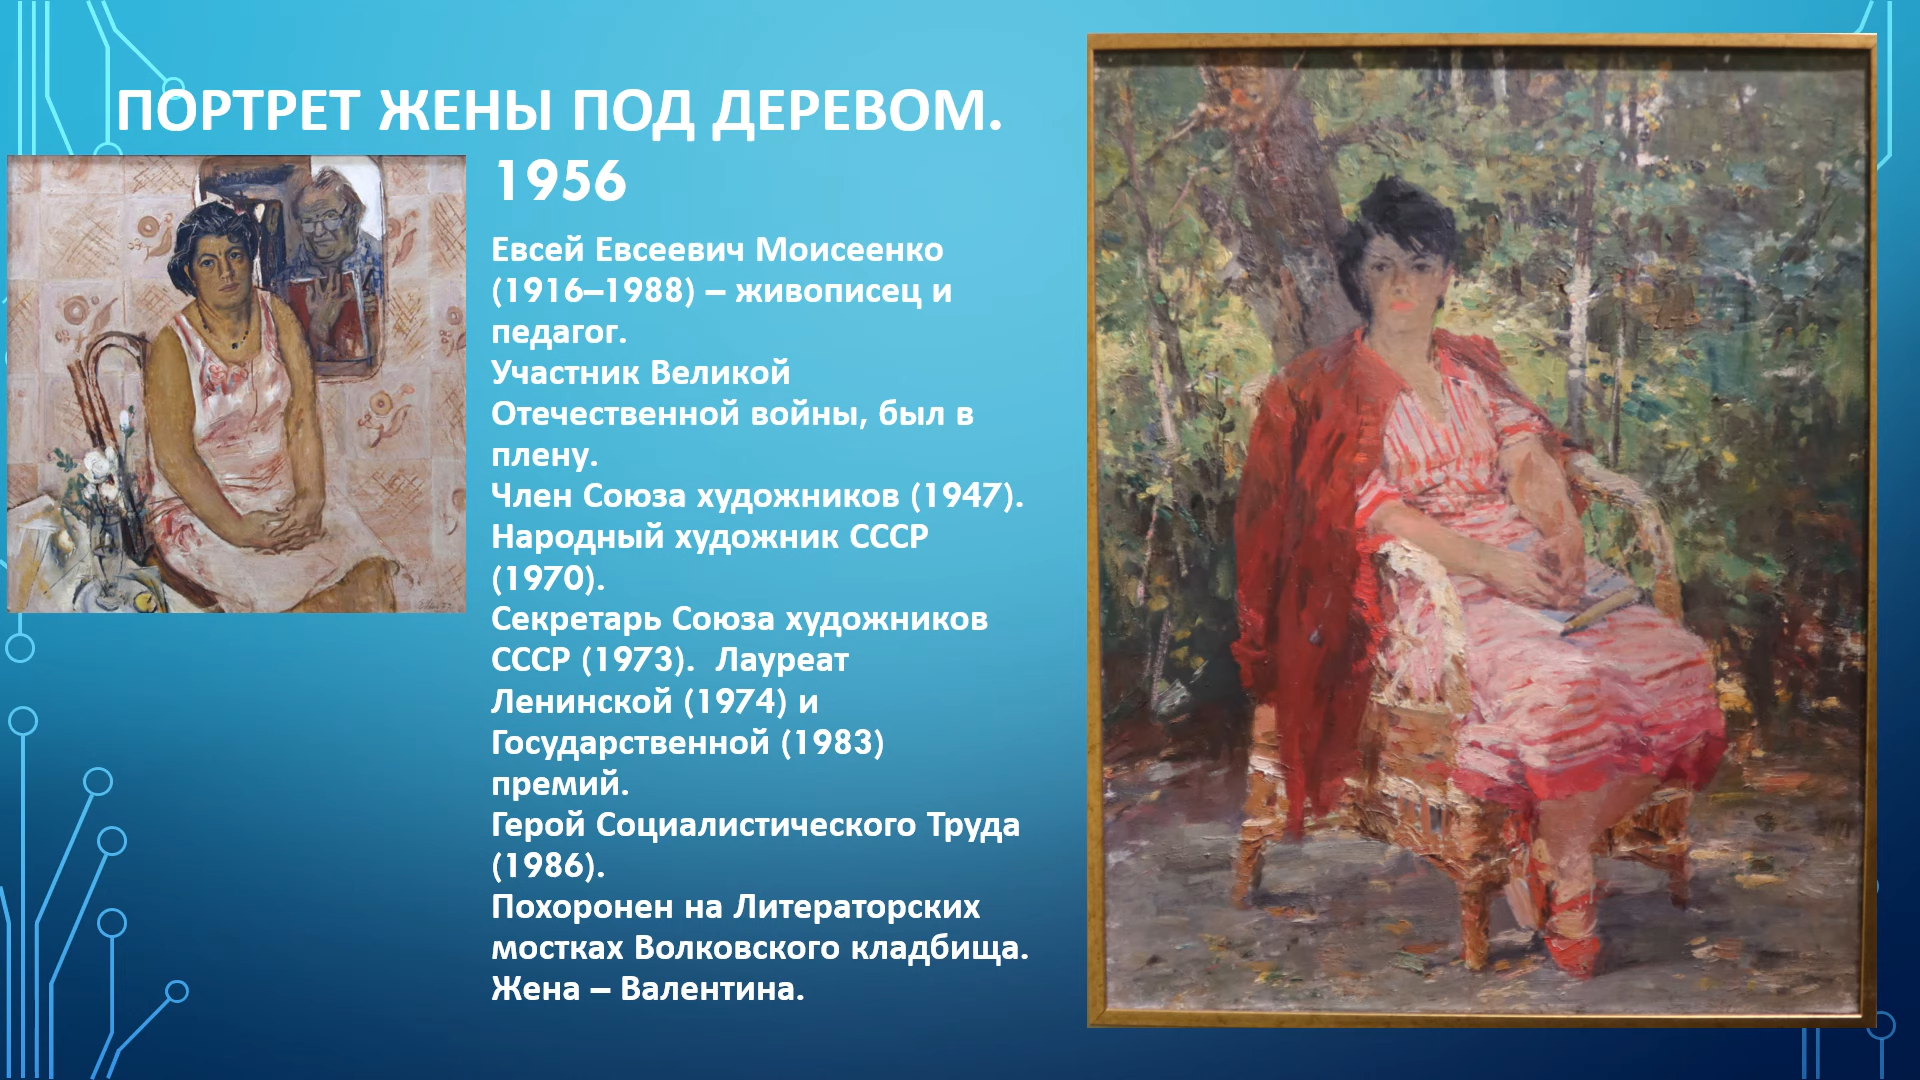 ПОРТРЕТ ЖЕНЫ ПОД ДЕРЕВОМ.
1956
Евсей Евсеевич Моисеенко
(1916–1988) – живописец и
педагог.
Участник Великой
Отечественной войны, был в
плену.
Член Союза художников (1947).
Народный художник СССР
(1970).
Секретарь Союза художников
СССР (1973).  Лауреат
Ленинской (1974) и
Государственной (1983)
премий.
Герой Социалистического Труда
(1986).
Похоронен на Литераторских
мостках Волковского кладбища.
Жена – Валентина.